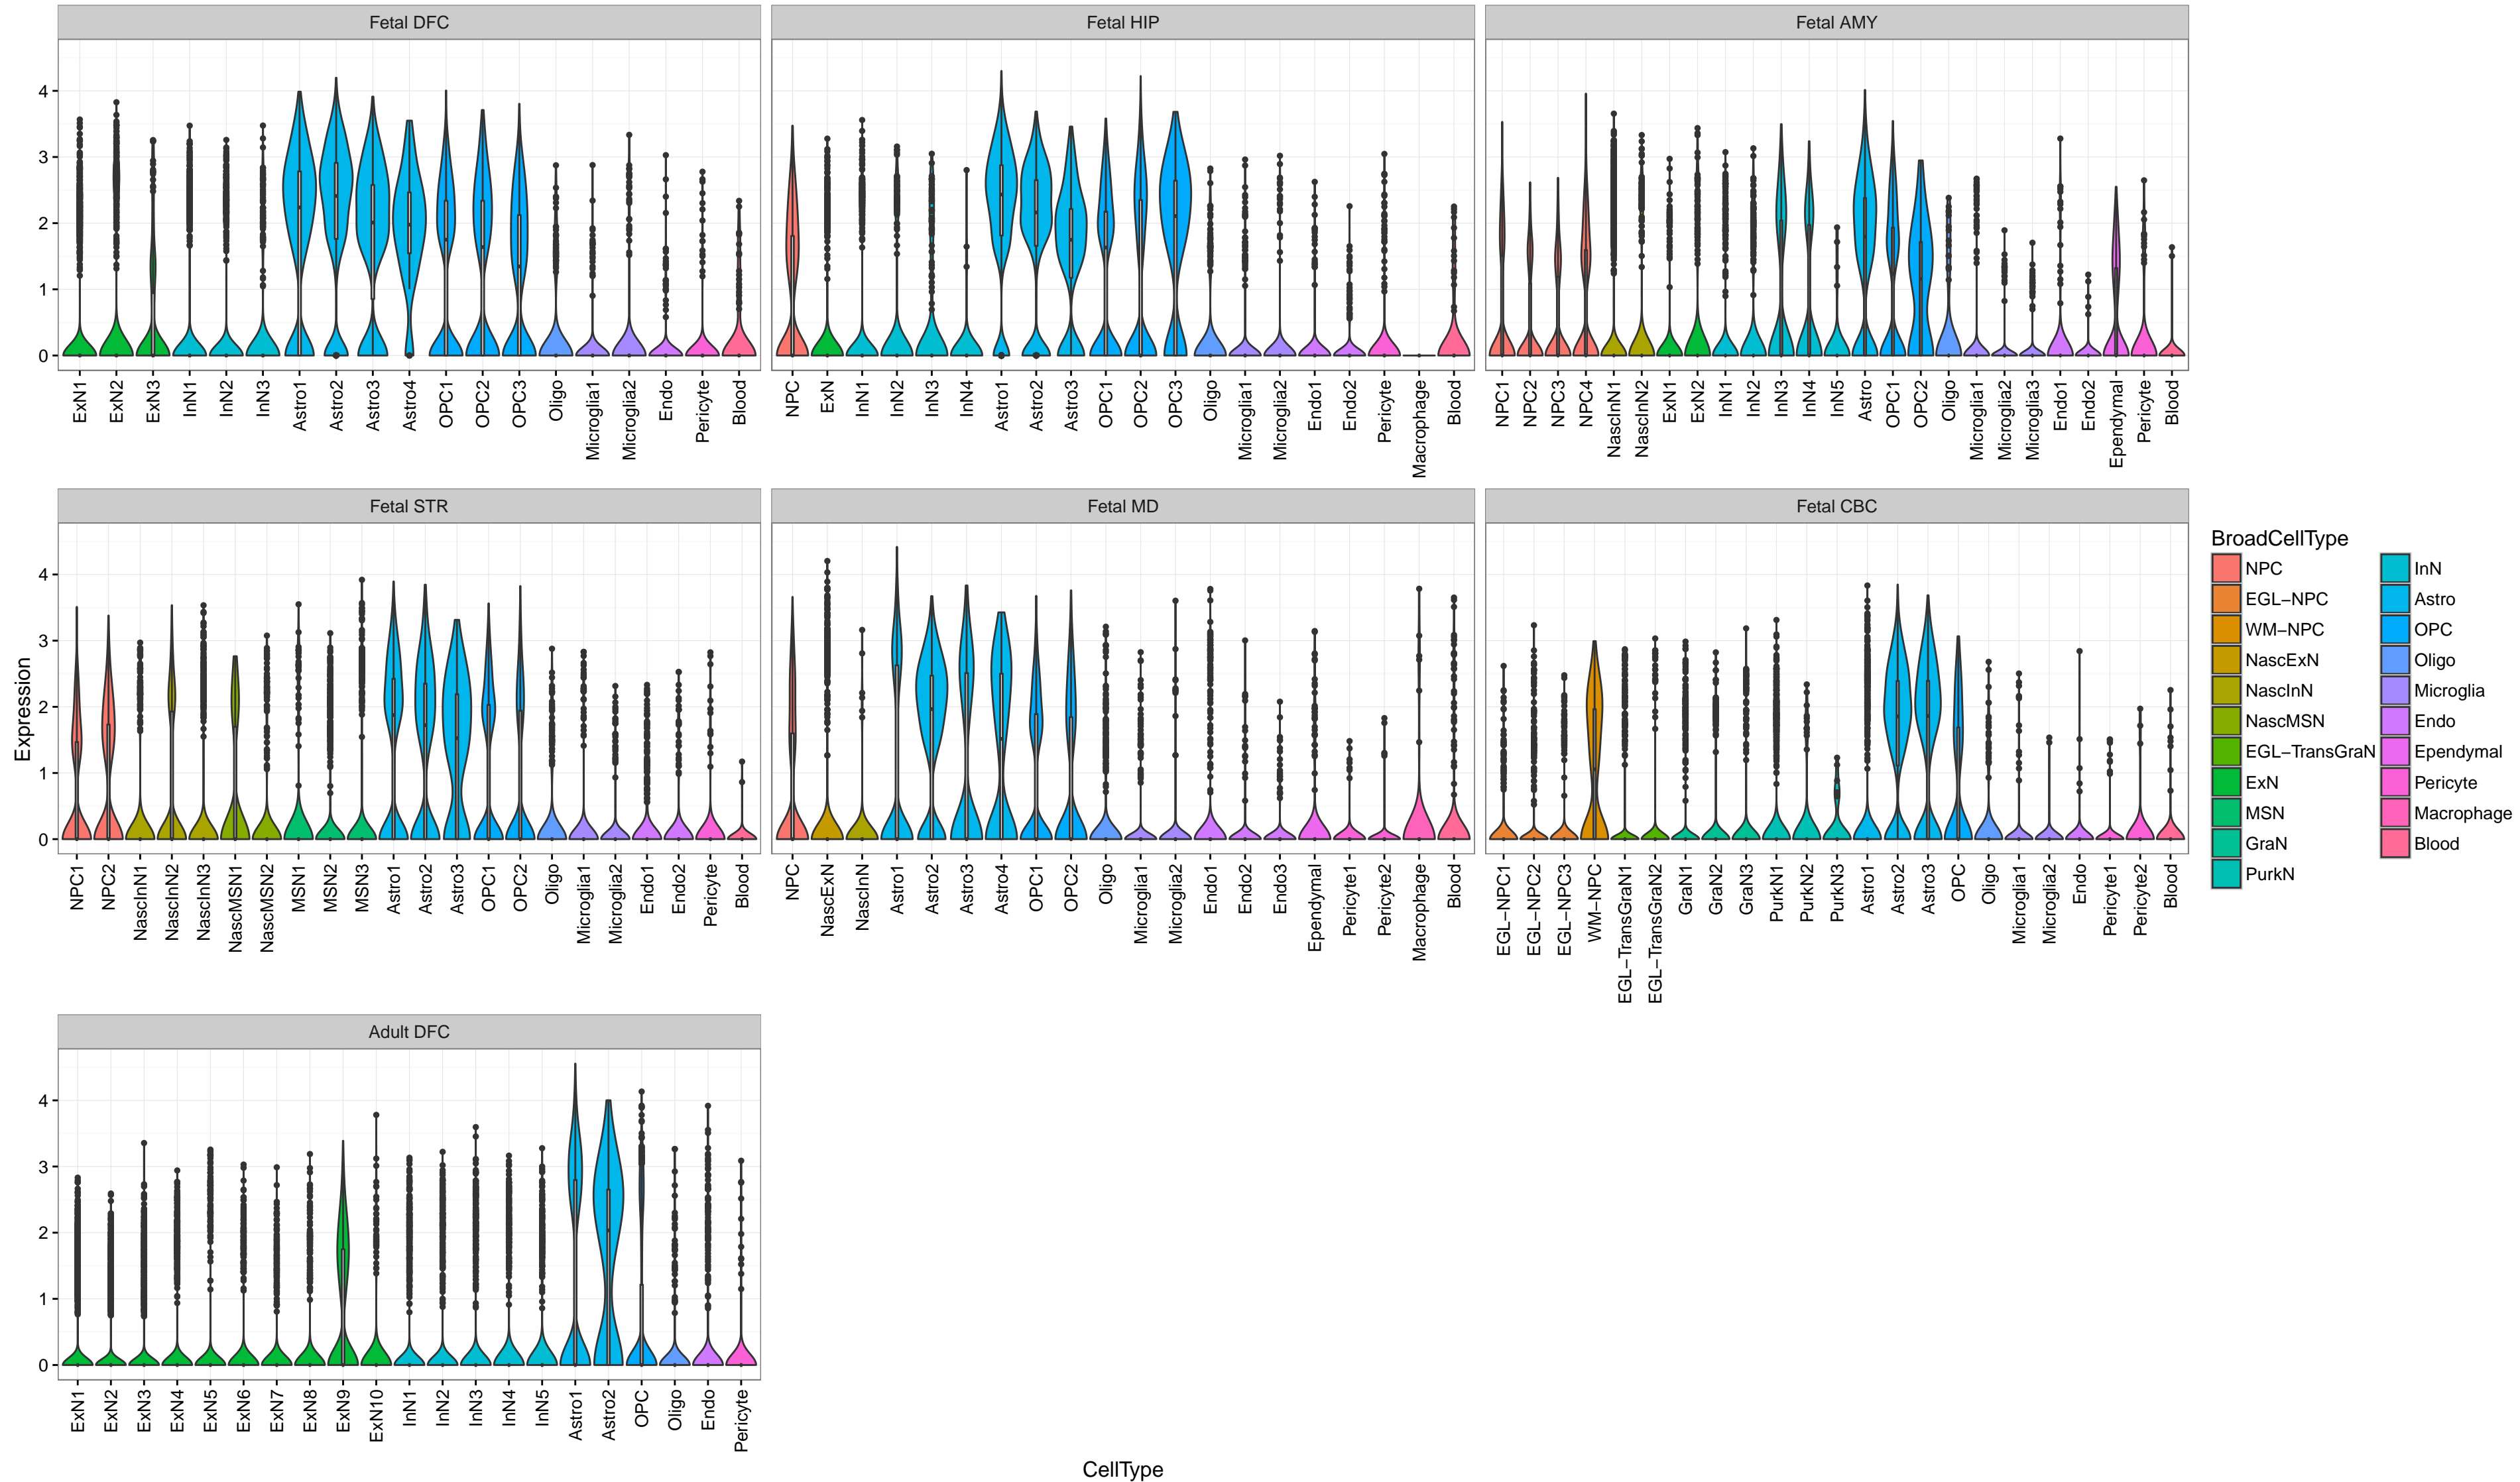 Fetal DFC
Fetal HIP
Fetal AMY
4
3
2
1
0
ExN1 ExN2 ExN3 InN1 InN2 InN3 Astro1 Astro2 Astro3 Astro4 OPC1 OPC2 OPC3 Oligo Microglia1 Microglia2 Endo Pericyte Blood
NPC ExN InN1 InN2 InN3 InN4 Astro1 Astro2 Astro3 OPC1 OPC2 OPC3 Oligo Microglia1 Microglia2 Endo1 Endo2 Pericyte Macrophage Blood
NPC1 NPC2 NPC3 NPC4 NascInN1 NascInN2 ExN1 ExN2 InN1 InN2 InN3 InN4 InN5 Astro OPC1 OPC2 Oligo Microglia1 Microglia2 Microglia3 Endo1 Endo2 Ependymal Pericyte Blood
Fetal STR
Fetal MD
Fetal CBC
Expression
4
3
2
1
0
NPC1 NPC2 NascInN1 NascInN2 NascInN3 NascMSN1 NascMSN2 MSN1 MSN2 MSN3 Astro1 Astro2 Astro3 OPC1 OPC2 Oligo Microglia1 Microglia2 Endo1 Endo2 Pericyte Blood
NPC NascExN NascInN Astro1 Astro2 Astro3 Astro4 OPC1 OPC2 Oligo Microglia1 Microglia2 Endo1 Endo2 Endo3 Ependymal Pericyte1 Pericyte2 Macrophage Blood
EGL−NPC1 EGL−NPC2 EGL−NPC3 WM−NPC EGL−TransGraN1 EGL−TransGraN2 GraN1 GraN2 GraN3 PurkN1 PurkN2 PurkN3 Astro1 Astro2 Astro3 OPC Oligo Microglia1 Microglia2 Endo Pericyte1 Pericyte2 Blood
BroadCellType
NPC
EGL−NPC
WM−NPC
NascExN
NascInN
NascMSN
EGL−TransGraN
ExN
MSN
GraN
PurkN
InN
Astro
OPC
Oligo
Microglia
Endo
Ependymal
Pericyte
Macrophage
Blood
Adult DFC
4
3
2
1
0
ExN1 ExN2 ExN3 ExN4 ExN5 ExN6 ExN7 ExN8 ExN9 ExN10 InN1 InN2 InN3 InN4 InN5 Astro1 Astro2 OPC Oligo Endo Pericyte
CellType